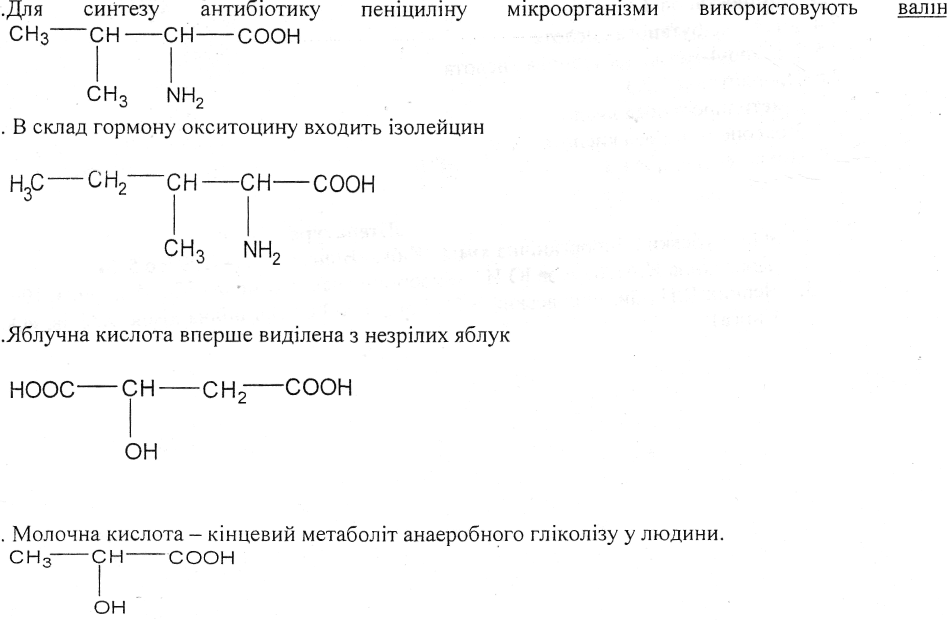 .Для синтезу антибіотику пеніциліну мікроорганізми використовують валін
CH3—CH—CH—COOH
CH3 NH2
. В склад гормону окситоцину входить ізолейцин
H3C—CH2—CH—CH—COOH
CH3 NH2
.Яблучна кислота вперше виділена з незрілих яблук
HOOC—CH—CH2—COOH
OH
. Молочна кислота – кінцевий метаболіт анаеробного гліколізу у людини.
CH3—CH—COOH
OH